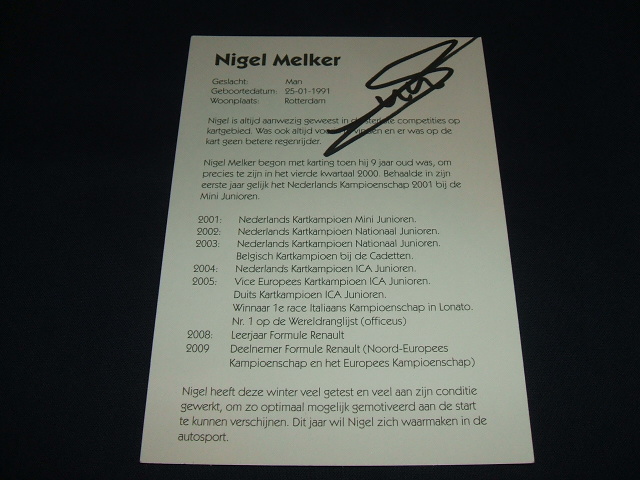 Nigel Melker
Geslacht: Man
Geboortedatum: 25-01-1991
Woonplaats: Rotterdam
Nigel is altijd aanwezig geweest in de sterkste competities op
kartgebied. Was ook altijd voorin te vinden en er was op de
kart geen betere regenrijder.
Nigel Melker begon met karting toen hij 9 jaar oud was, om
precies te zijn in het vierde kwartaal 2000. Behaalde in zijn
eerste jaar gelijk het Nederlands Kampioenschap 2001 bij de
Mini Junioren.
2001: Nederlands Kartkampioen Mini Junioren.
2002: Nederlands Kartkampioen Nationaal Junioren.
2003: Nederlands Kartkampioen Nationaal Junioren.
Belgisch Kartkampioen bij de Cadetten.
2004: Nederlands Kartkampioen ICA Junioren.
2005: Vice Europees Kartkampioen ICA Junioren.
Duits Kartkampioen ICA Junioren.
Winnaar 1e race Italiaans Kampioenschap in Lonato.
Nr. 1 op de Wereldranglijst (officeus)
2008: Leerjaar Formule Renault
2009 Deelnemer Formule Renault (Noord-Europees
Kampioenschap en het Europees Kampioenschap)
Nigel heeft deze winter veel getest en veel aan zijn conditie
gewerkt, om zo optimaal mogelijk gemotiveerd aan de start
te kunnen verschijnen. Dit jaar wil Nigel zich waarmaken in de
autosport.